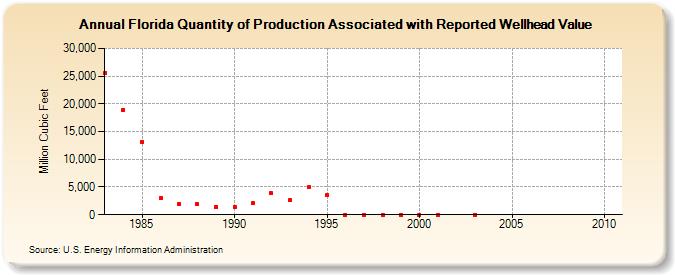 Annual Florida Quantity of Production Associated with Reported Wellhead Value
Million Cubic Feet
30,000
25,000
20,000
15,000
10,000
5,000
0
1985 1990 1995 2000 2005 2010
Source: U.S. Energy Information Administration